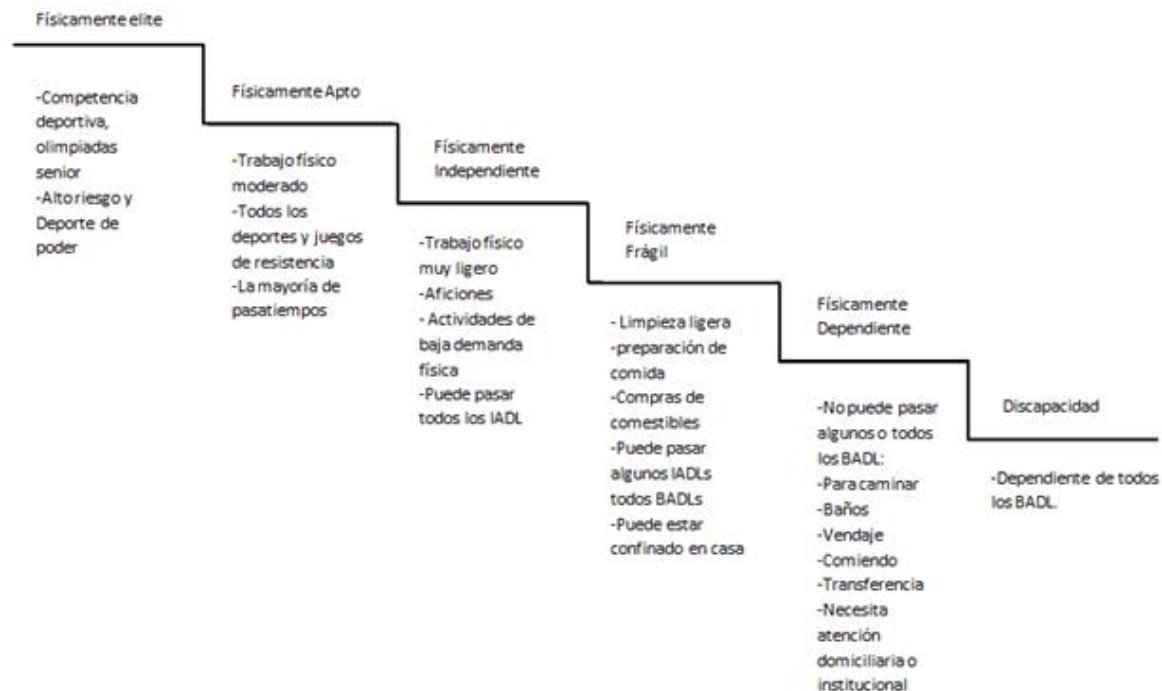 Físicamente elite
-Competencia
deportiva,
olimpiadas
senior
-Alto riesgo y
Deporte de
poder
Físicamente Apto
-Trabajo físico
moderado
-Todos los
deportes y juegos
de resistencia
-La mayoría de
pasatiempos
Físicamente
Independiente
-Trabajo físico
muy ligero
-Aficiones
- Actividades de
baja demanda
física
-Puede pasar
todos los IADL
Físicamente
Frágil
- Limpieza ligera
-preparación de
comida
-Compras de
comestibles
-Puede pasar
algunos IADLs
todos BADLs
-Puede estar
confinado en casa
Físicamente
Dependiente
-No puede pasar
algunos o todos
los BADL:
-Para caminar
-Baños
-Vendaje
-Comiendo
-Transferencia
-Necesita
atención
domiciliaria o
institucional
Discapacidad
-Dependiente de todos
los BADL.